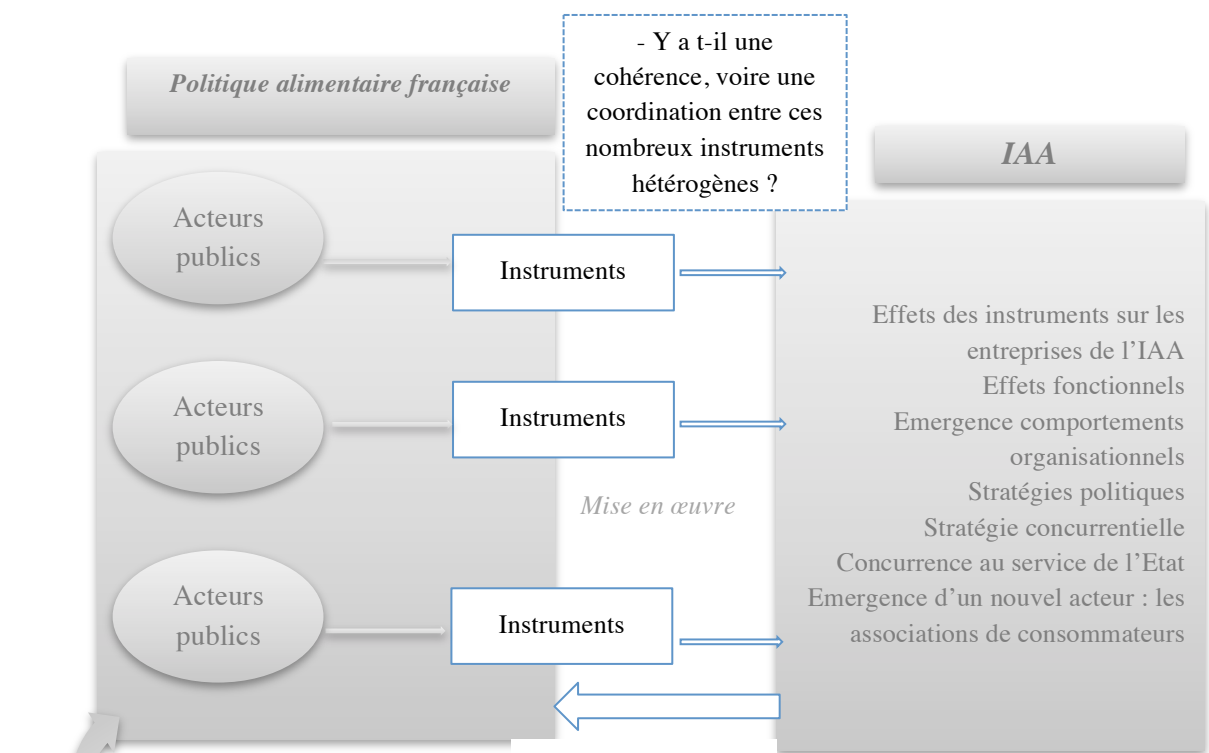 - Y a t-il une
cohérence, voire une
coordination entre ces
nombreux instruments
hétérogènes ?
Politique alimentaire française
IAA
Acteurs
publics
Instruments
Acteurs
publics
Instruments
Mise en œuvre
Acteurs
publics
Instruments
Effets des instruments sur les
entreprises de l’IAA
Effets fonctionnels
Emergence comportements
organisationnels
Stratégies politiques
Stratégie concurrentielle
Concurrence au service de l’Etat
Emergence d’un nouvel acteur : les
associations de consommateurs